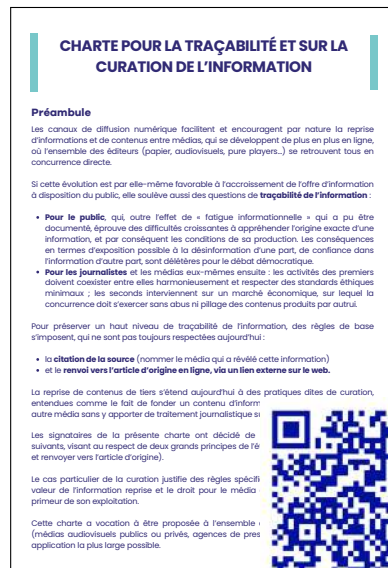 CHARTE POUR LA TRAÇABILITÉ ET SUR LA
CURATION DE L'INFORMATION
Préambule
Les canaux de diffusion numérique facilitent et encouragent par nature la reprise
d'informations et de contenus entre médias, qui se développent de plus en plus en ligne,
où l'ensemble des éditeurs (papier, audiovisuels, pure players...) se retrouvent tous en
concurrence directe.
Si cette évolution est par elle-même favorable à l'accroissement de l'offre d'information
à disposition du public, elle soulève aussi des questions de traçabilité de l'information :
• Pour le public, qui, outre l'effet de « fatigue informationnelle » qui a pu être
documenté, éprouve des difficultés croissantes à appréhender l'origine exacte d'une
information, et par conséquent les conditions de sa production. Les conséquences
en termes d'exposition possible à la désinformation d'une part, de confiance dans
l'information d'autre part, sont délétères pour le débat démocratique.
• Pour les journalistes et les médias eux-mêmes ensuite : les activités des premiers
doivent coexister entre elles harmonieusement et respecter des standards éthiques
minimaux ; les seconds interviennent sur un marché économique, sur lequel la
concurrence doit s'exercer sans abus ni pillage des contenus produits par autrui.
Pour préserver un haut niveau de traçabilité de l'information, des règles de base
s'imposent, qui ne sont pas toujours respectées aujourd'hui :
• la citation de la source (nommer le média qui a révélé cette information)
• et le renvoi vers l'article d'origine en ligne, via un lien externe sur le web.
La reprise de contenus de tiers s'étend aujourd'hui à des pratiques dites de curation,
entendues comme le fait de fonder un contenu d'inform
autre média sans y apporter de traitement journalistique
Les signataires de la présente charte ont décidé de
suivants, visant au respect de deux grands principes de l'é
et renvoyer vers l'article d'origine).
Le cas particulier de la curation justifie des règles spécifi
valeur de l'information reprise et le droit pour le média
primeur de son exploitation.
Cette charte a vocation à être proposée à l'ensemble
(médias audiovisuels publics ou privés, agences de pres
application la plus large possible.